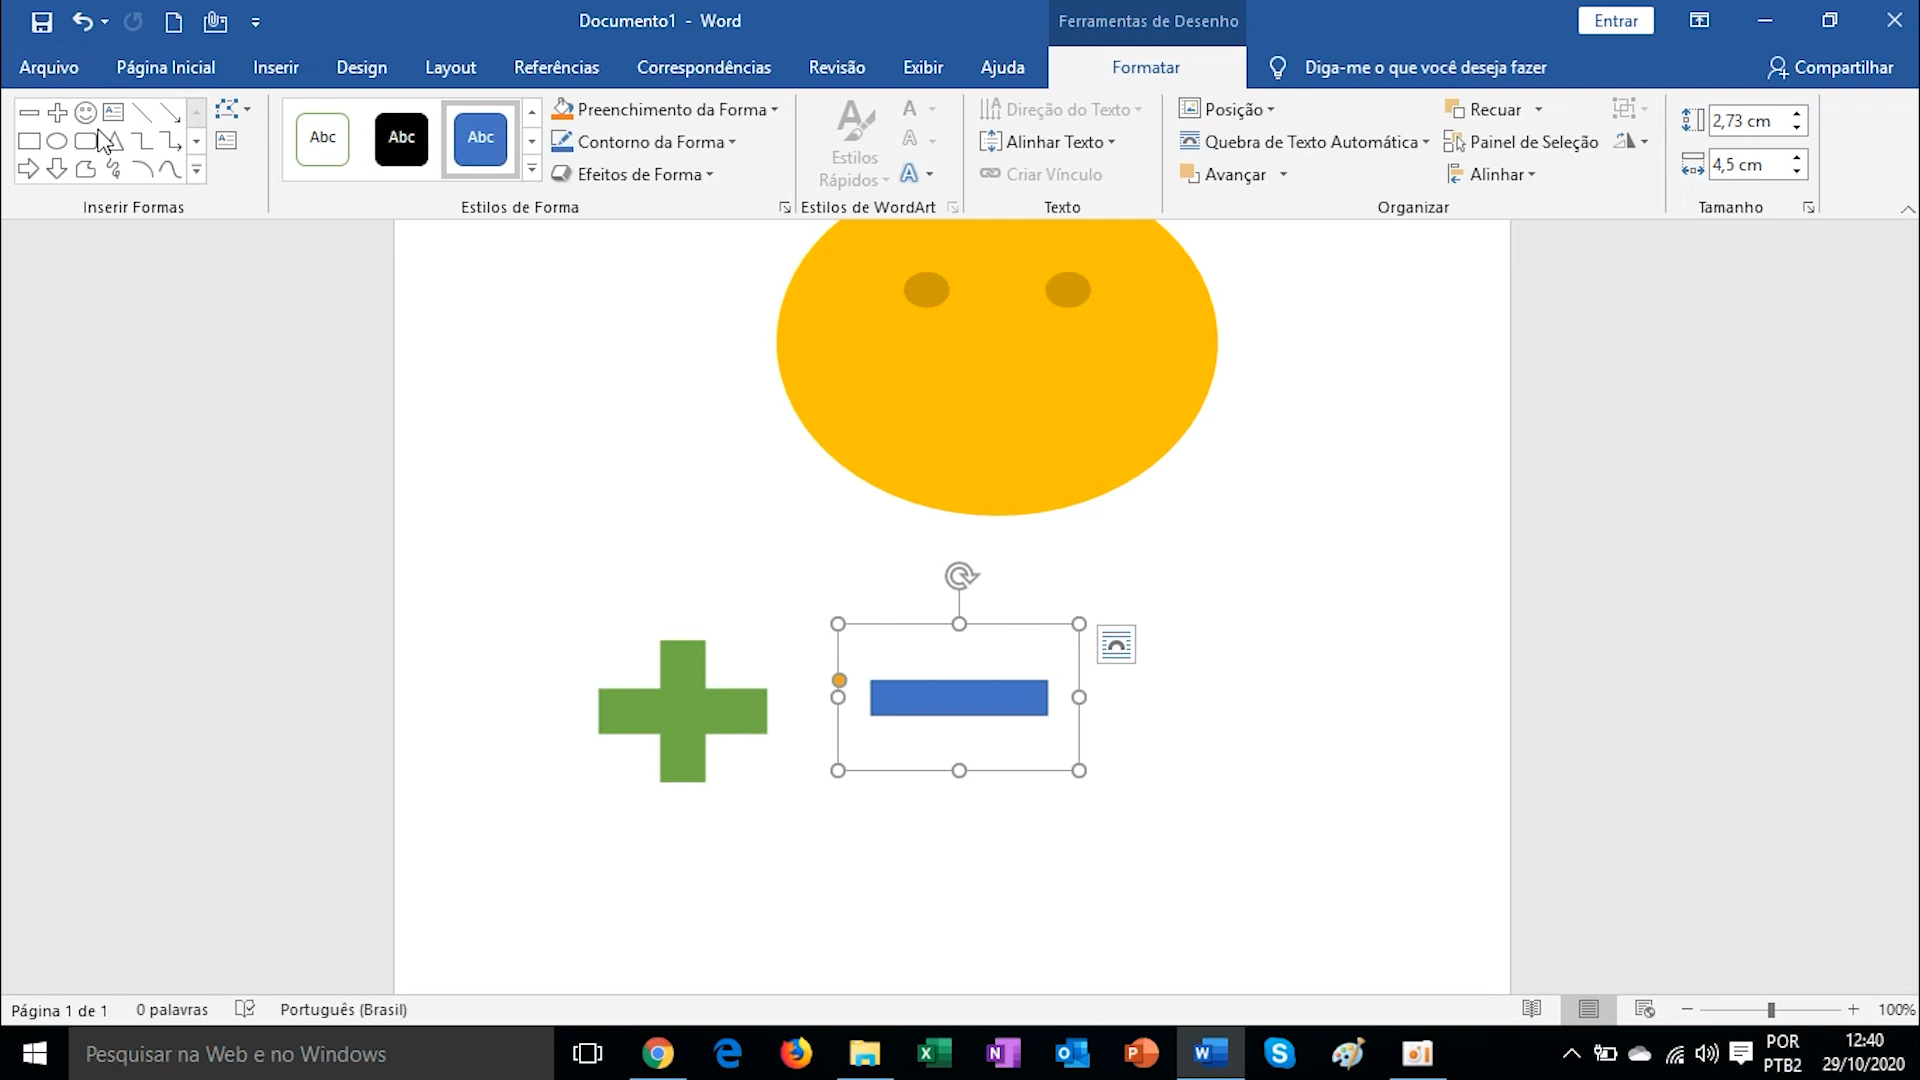 Documento1 - Word
Ferramentas de Desenho
Entrar
Arquivo Página Inicial Inserir Design Layout Referências Correspondências Revisão Exibir Ajuda Formatar Diga-me o que você deseja fazer Compartilhar
Abc Abc Abc
Preenchimento da Forma
Contorno da Forma
Efeitos de Forma
Estilos
Rápidos
Direção do Texto
Alinhar Texto
Criar Vínculo
Posição
Quebra de Texto Automática
Avançar
Recuar
Painel de Seleção
Alinhar
2,73 cm
4,5 cm
Inserir Formas Estilos de Forma Estilos de WordArt Texto Organizar Tamanho
Página 1 de 1 0 palavras Português (Brasil) 100%
Pesquisar na Web e no Windows
POR
PTB2
12:40
29/10/2020